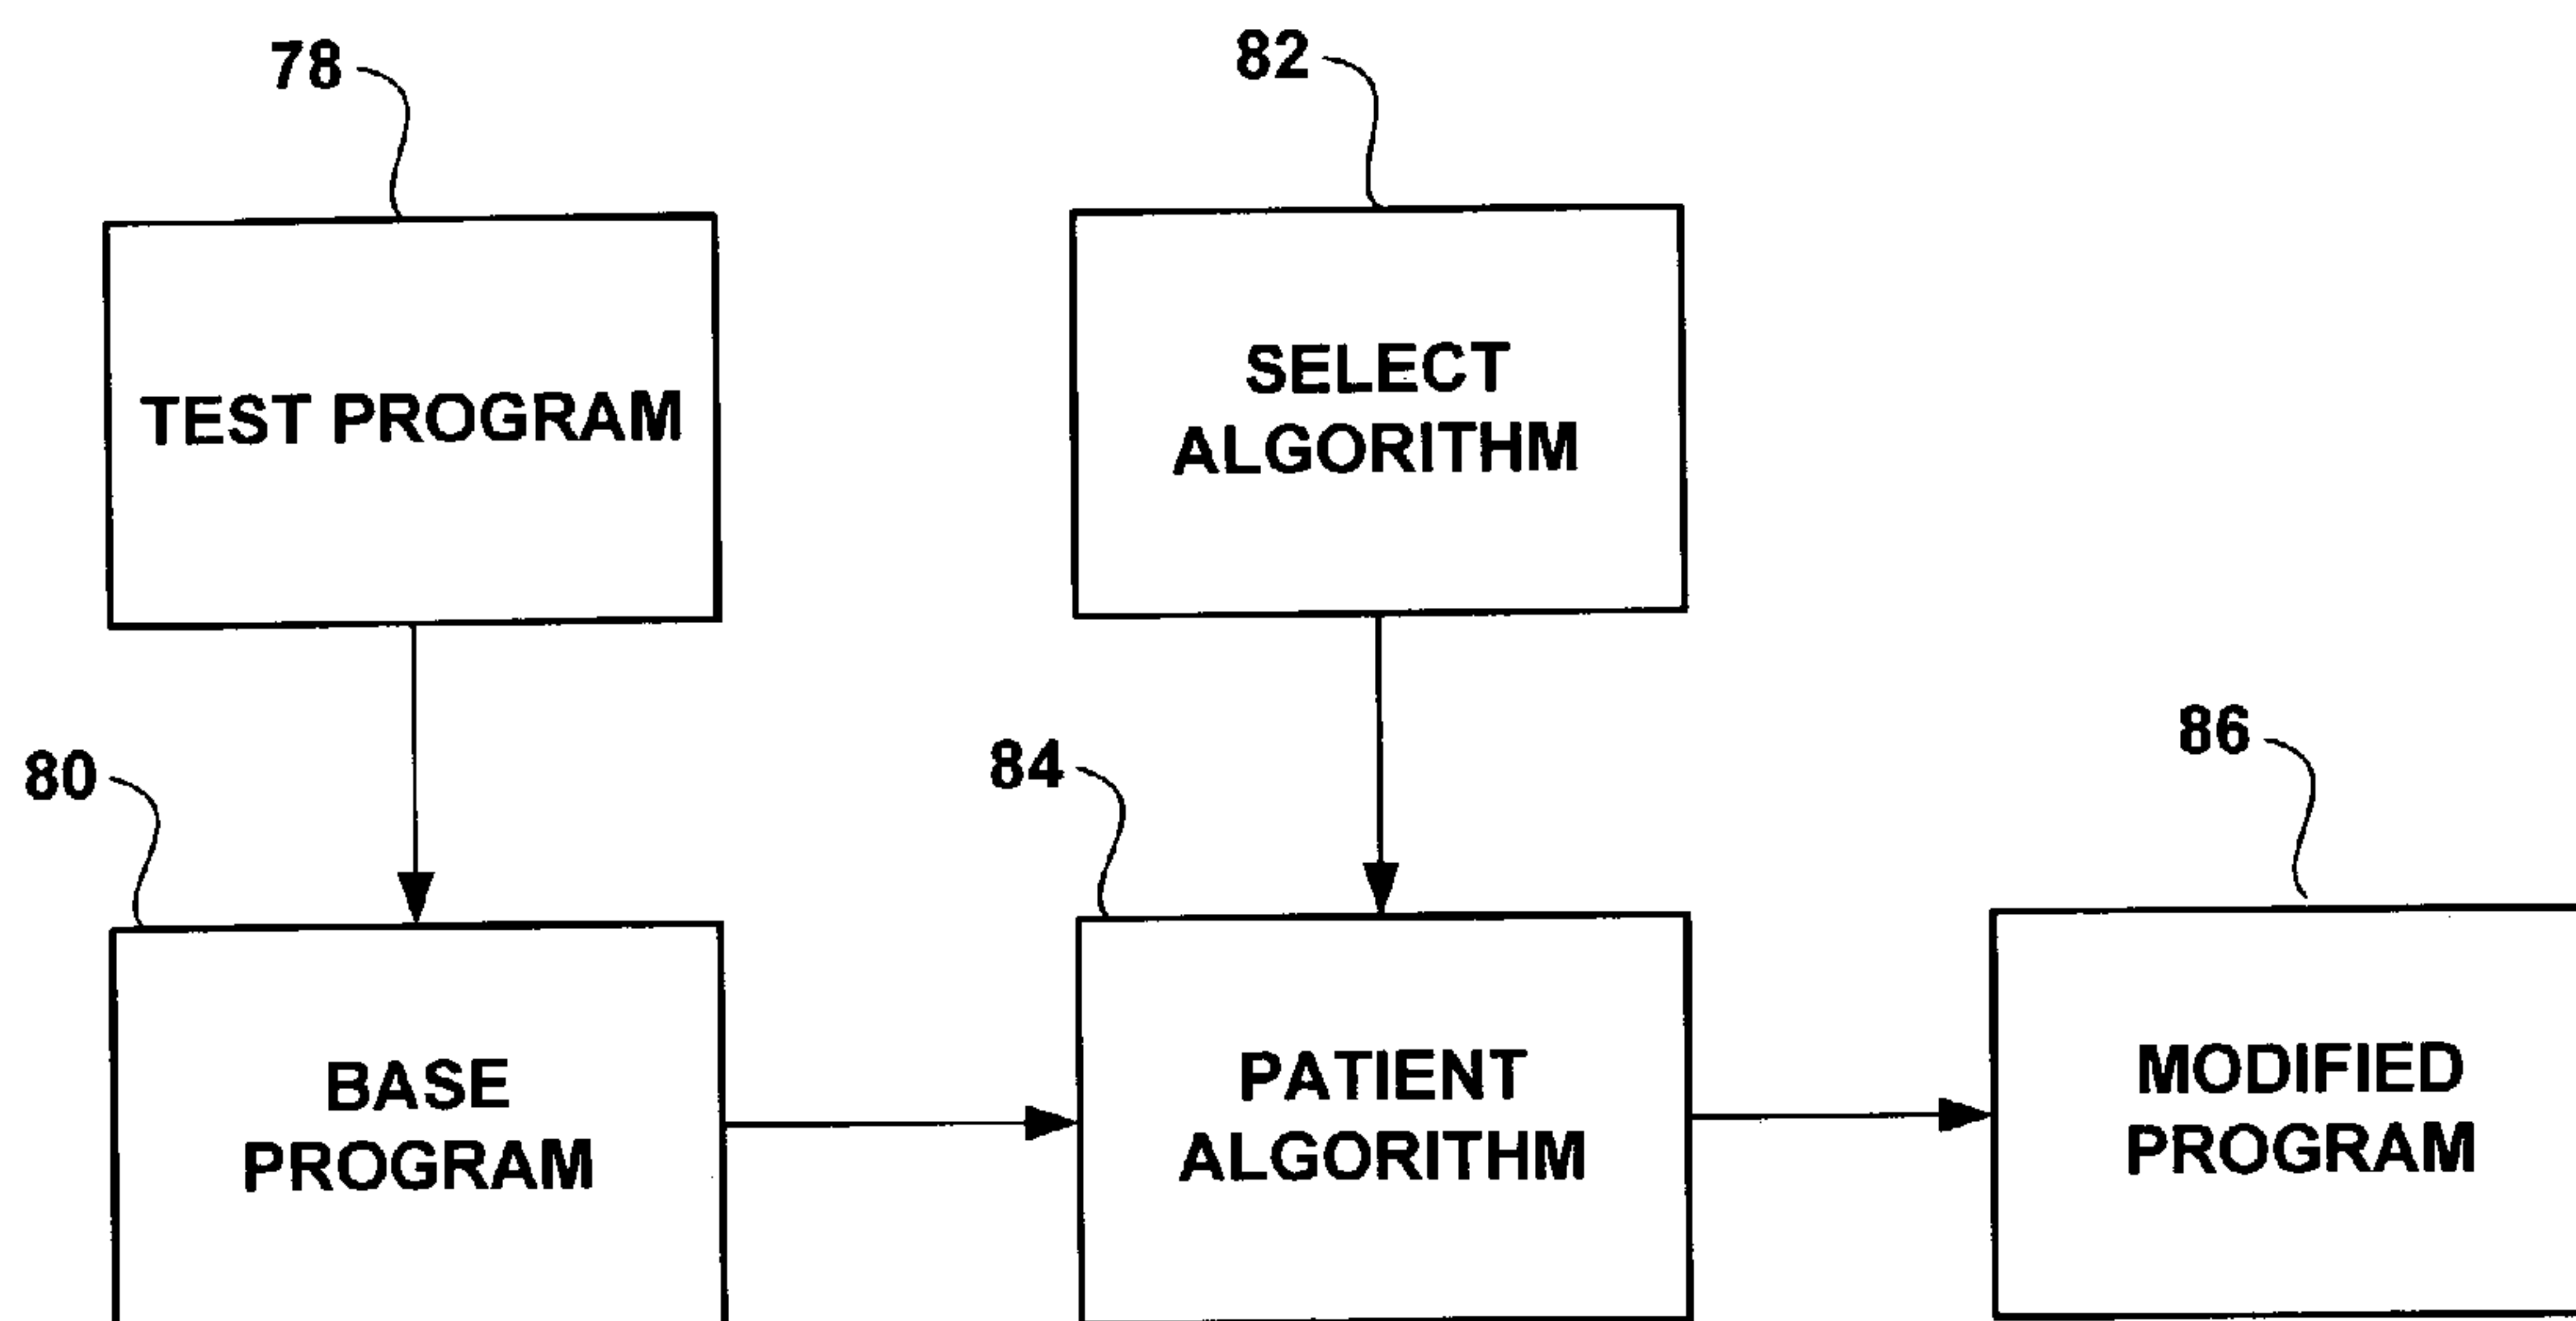 78
82
TEST PROGRAM
SELECT
ALGORITHM
80
84
86
BASE
PROGRAM
PATIENT
ALGORITHM
MODIFIED
PROGRAM